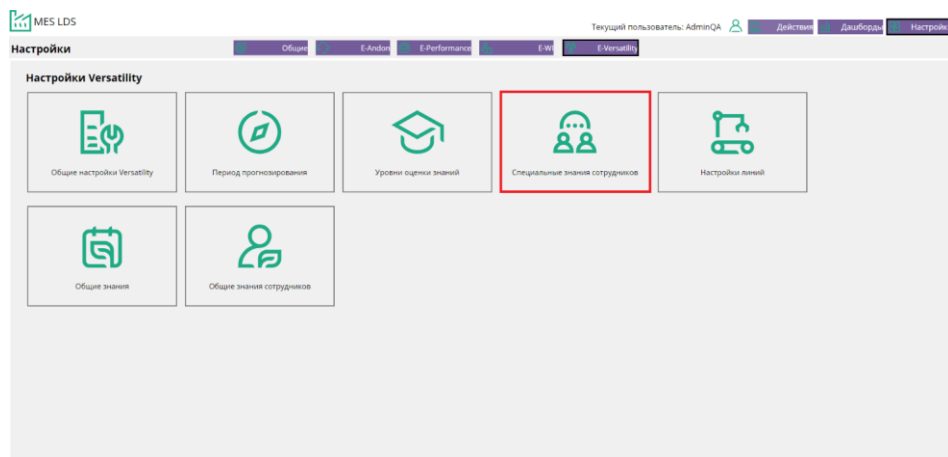 MES LDS
Текущий пользователь: AdminQA
Действия
Дашборды
Настройки
Общие
E-Andon
E-Performance
E-WI
E-Versatility
Настройк
Настройки Versatility
Общие настройки Versatility
Период прогнозирования
Уровни оценки знаний
Специальные знания сотрудников
Настройки линий
Общие знания
Общие знания сотрудников